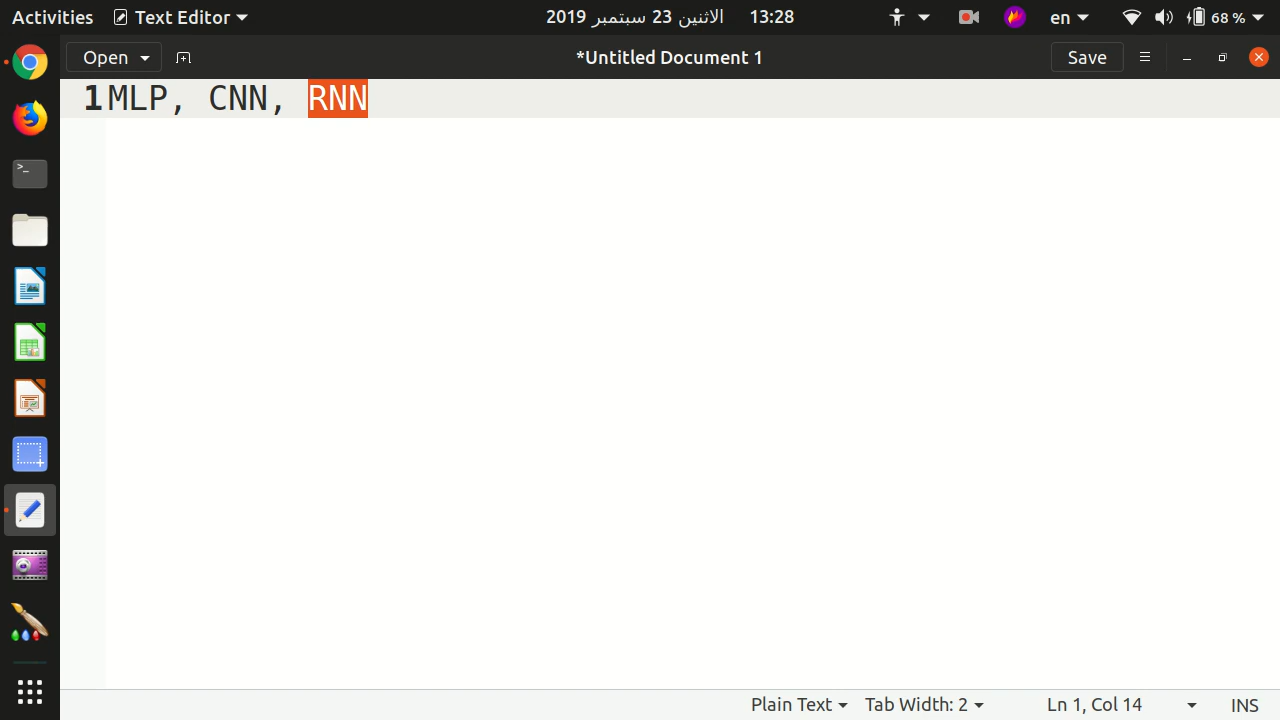 Activities Text Editor الاثنين 23 سبتمبر 2019 13:28 en 68 %
Open *Untitled Document 1 Save
1 MLP, CNN, RNN
Plain Text Tab Width: 2 Ln 1, Col 14 INS